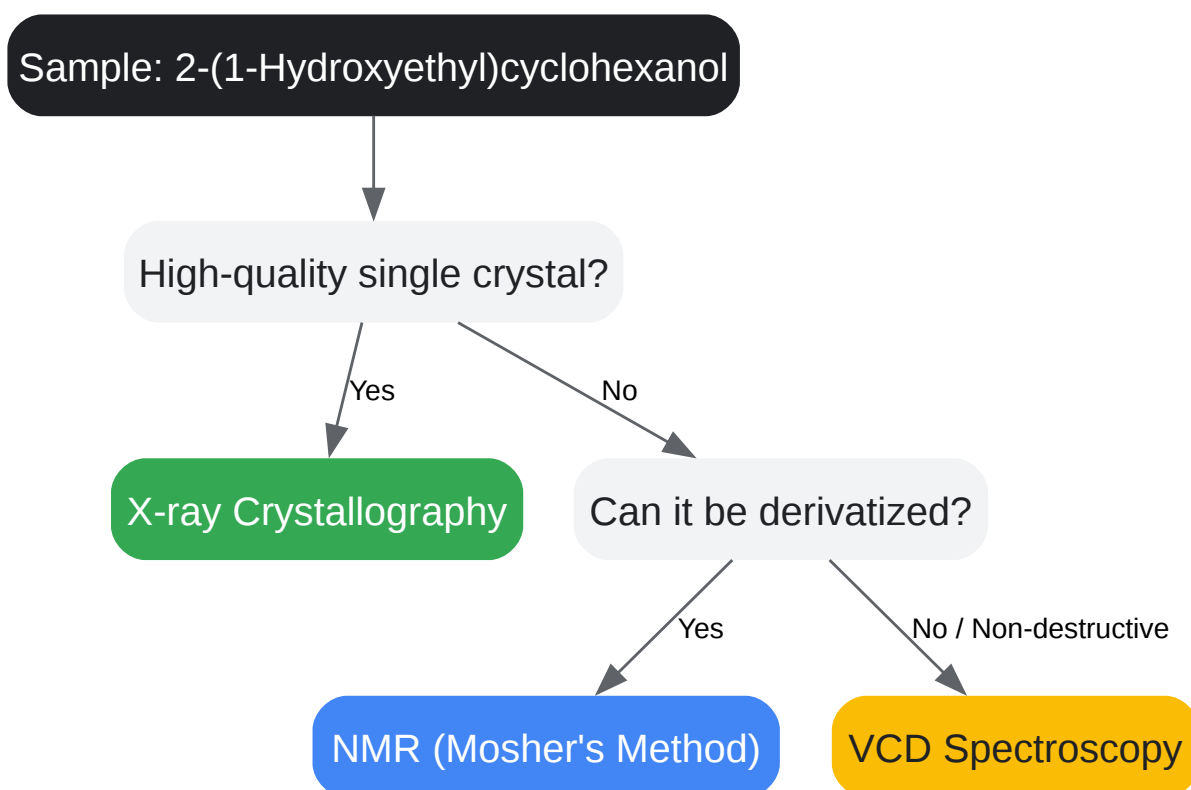 Sample: 2-(1-Hydroxyethyl)cyclohexanol
High-quality single crystal?
Yes
No
X-ray Crystallography
Can it be derivatized?
Yes
No / Non-destructive
NMR (Mosher's Method)
VCD Spectroscopy